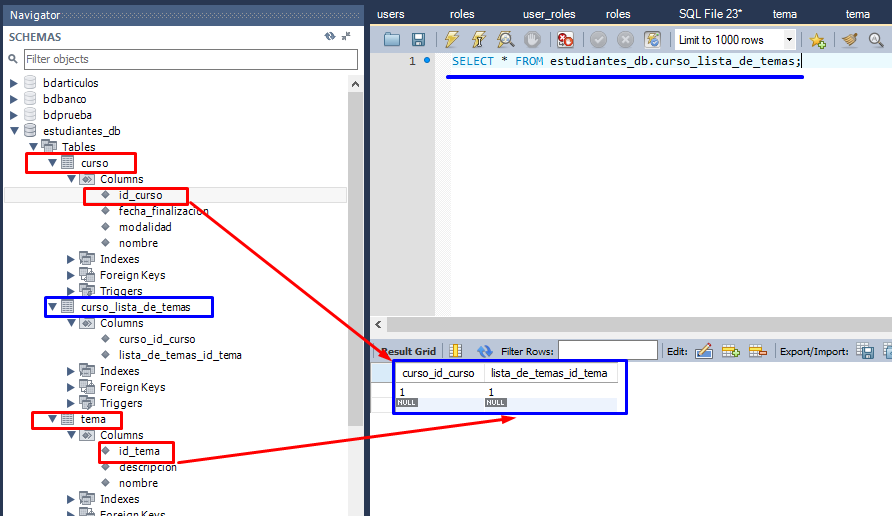 Navigator
SCHEMAS
Filter objects
bdarticulos
bdbanco
bdprueba
estudiantes_db
Tables
curso
Columns
id_curso
fecha_finalizacion
modalidad
nombre
Indexes
Foreign Keys
Triggers
curso_lista_de_temas
Columns
curso_id_curso
lista_de_temas_id_tema
Indexes
Foreign Keys
Triggers
tema
Columns
id_tema
descripcion
nombre
Indexes
Foreign Keys
users roles user_roles roles SQL File 23* tema tema
Limit to 1000 rows
1 SELECT * FROM estudiantes_db.curso_lista_de_temas;
Result Grid Filter Rows: Edit: Export/Import:
curso_id_curso lista_de_temas_id_tema
1 1
NULL NULL